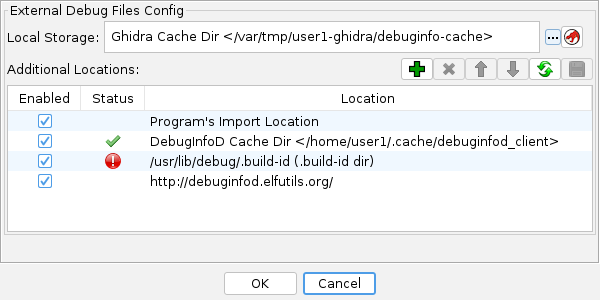 External Debug Files Config
Local Storage: Ghidra Cache Dir </var/tmp/user1-ghidra/debuginfo-cache> ...
Additional Locations:
Enabled Status Location
Program's Import Location
DebugInfoD Cache Dir </home/user1/.cache/debuginfod_client>
/usr/lib/debug/.build-id (.build-id dir)
http://debuginfod.elfutils.org/
OK Cancel